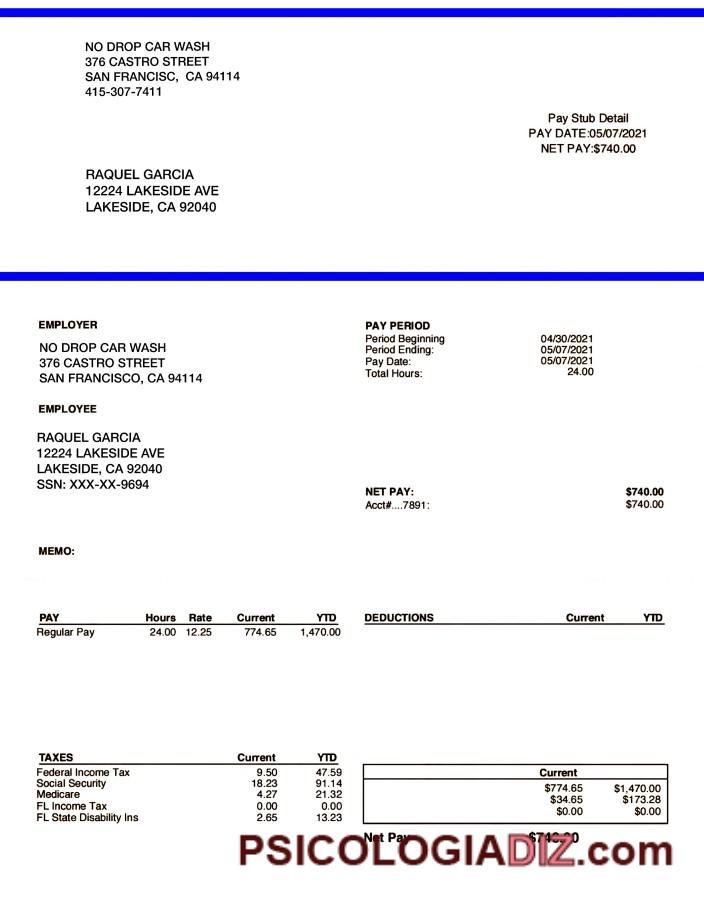 NO DROP CAR WASH
376 CASTRO STREET
SAN FRANCISC, CA 94114
415-307-7411
Pay Stub Detail
PAY DATE:05/07/2021
NET PAY:$740.00
RAQUEL GARCIA
12224 LAKESIDE AVE
LAKESIDE, CA 92040
EMPLOYER
NO DROP CAR WASH
376 CASTRO STREET
SAN FRANCISCO, CA 94114
EMPLOYEE
RAQUEL GARCIA
12224 LAKESIDE AVE
LAKESIDE, CA 92040
SSN: XXX-XX-9694
MEMO:
PAY PERIOD
Period Beginning 04/30/2021
Period Ending: 05/07/2021
Pay Date: 05/07/2021
Total Hours: 24.00
NET PAY: $740.00
Acct#....7891: $740.00
PAY Hours Rate Current YTD
Regular Pay 24.00 12.25 774.65 1,470.00
DEDUCTIONS Current YTD
TAXES Current YTD
Federal Income Tax 9.50 47.59
Social Security 18.23 91.14
Medicare 4.27 21.32
FL Income Tax 0.00 0.00
FL State Disability Ins 2.65 13.23
Current
$774.65 $1,470.00
$34.65 $173.28
$0.00 $0.00
Net Pay $740.00
PSICOLOGIADIZ.com